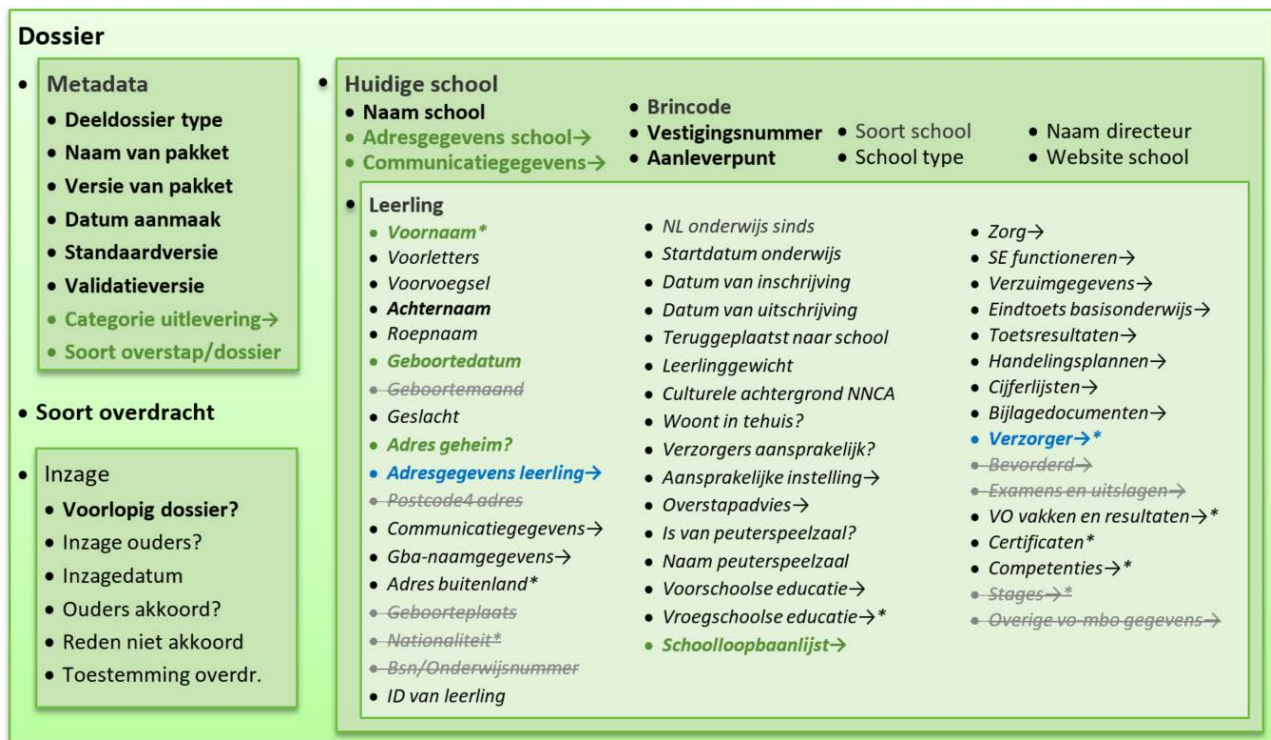 Dossier
• Metadata
• Deeldossier type
• Naam van pakket
• Versie van pakket
• Datum aanmaak
• Standaardversie
• Validatieversie
• Categorie uitlevering→
• Soort overstap/dossier
• Soort overdracht
• Inzage
• Voorlopig dossier?
• Inzage ouders?
• Inzagedatum
• Ouders akkoord?
• Reden niet akkoord
• Toestemming overdr.
• Huidige school
• Naam school
• Adresgegevens school→
• Communicatiegegevens→
• Brincode
• Vestigingsnummer
• Aanleverpunt
• Soort school
• School type
• Naam directeur
• Website school
• Leerling
• Voornaam*
• Voorletters
• Voorvoegsel
• Achternaam
• Roepnaam
• Geboortedatum
• Geboortemaand
• Geslacht
• Adres geheim?
• Adresgegevens leerling→
• Postcode4 adres
• Communicatiegegevens→
• Gba-naamgegevens→
• Adres buitenland*
• Geboorteplaats
• Nationaliteit*
• Bsn/Onderwijsnummer
• ID van leerling
• NL onderwijs sinds
• Startdatum onderwijs
• Datum van inschrijving
• Datum van uitschrijving
• Teruggeplaatst naar school
• Leerlinggewicht
• Culturele achtergrond NNCA
• Woont in tehuis?
• Verzorgers aansprakelijk?
• Aansprakelijke instelling→
• Overstapadvies→
• Is van peuterspeelzaal?
• Naam peuterspeelzaal
• Voorschoolse educatie→
• Vroegschoolse educatie→*
• Schoolloopbaanlijst→
• Zorg→
• SE functioneren→
• Verzuimgegevens→
• Eindtoets basisonderwijs→
• Toetsresultaten→
• Handelingsplannen→
• Cijferlijsten→
• Bijlagedocumenten→
• Verzorger→*
• Bevorderd→
• Examens en uitslagen→
• VO vakken en resultaten→*
• Certificaten*
• Competenties→*
• Stages→*
• Overige vo-mbo gegevens→